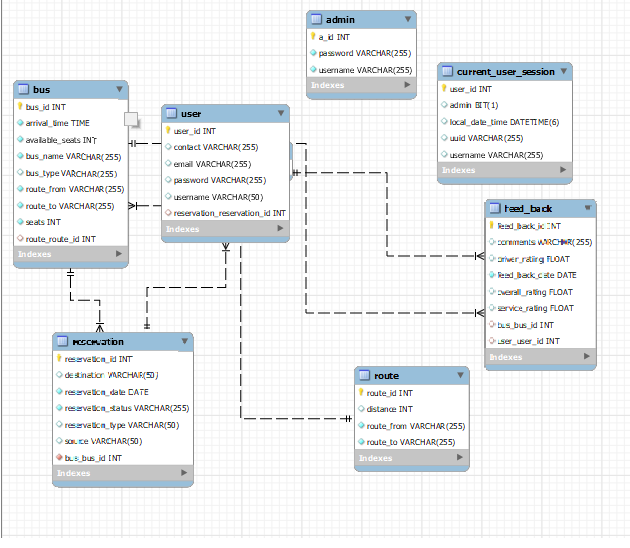 admin
a_id INT
password VARCHAR(255)
username VARCHAR(255)
Indexes
current_user_session
user_id INT
admin BIT(1)
local_date_time DATETIME(6)
uuid VARCHAR(255)
username VARCHAR(255)
Indexes
bus
bus_id INT
arrival_time TIME
available_seats INT
bus_name VARCHAR(255)
bus_type VARCHAR(255)
route_from VARCHAR(255)
route_to VARCHAR(255)
seats INT
route_route_id INT
Indexes
user
user_id INT
contact VARCHAR(255)
email VARCHAR(255)
password VARCHAR(255)
username VARCHAR(50)
reservation_reservation_id INT
Indexes
feed_back
feed_back_id INT
comments VARCHAR(255)
driver_rating FLOAT
feed_back_date DATE
overall_rating FLOAT
service_rating FLOAT
bus_bus_id INT
user_user_id INT
Indexes
reservation
reservation_id INT
destination VARCHAR(50)
reservation_date DATE
reservation_status VARCHAR(255)
reservation_type VARCHAR(50)
source VARCHAR(50)
bus_bus_id INT
Indexes
route
route_id INT
distance INT
route_from VARCHAR(255)
route_to VARCHAR(255)
Indexes